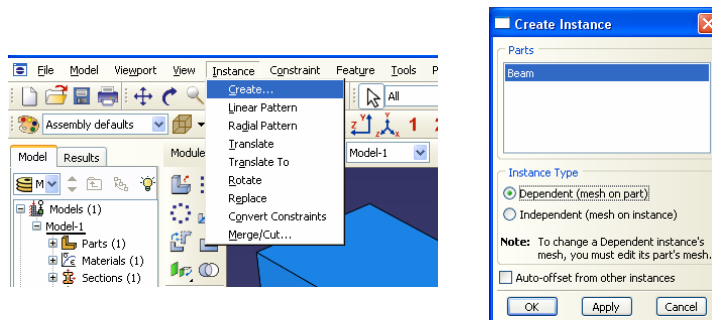 File Model Viewport View Instance Constraint Feature Tools
Create...
All
Linear Pattern
Assembly defaults
Radial Pattern
1
Translate
Model Results
Module
Model-1
Translate To
Rotate
Replace
Models (1)
Convert Constraints
Model-1
Merge/Cut...
Parts (1)
Materials (1)
Sections (1)
Create Instance
Parts
Beam
Instance Type
Dependent (mesh on part)
Independent (mesh on instance)
Note: To change a Dependent instance's
mesh, you must edit its part's mesh.
Auto-offset from other instances
OK Apply Cancel